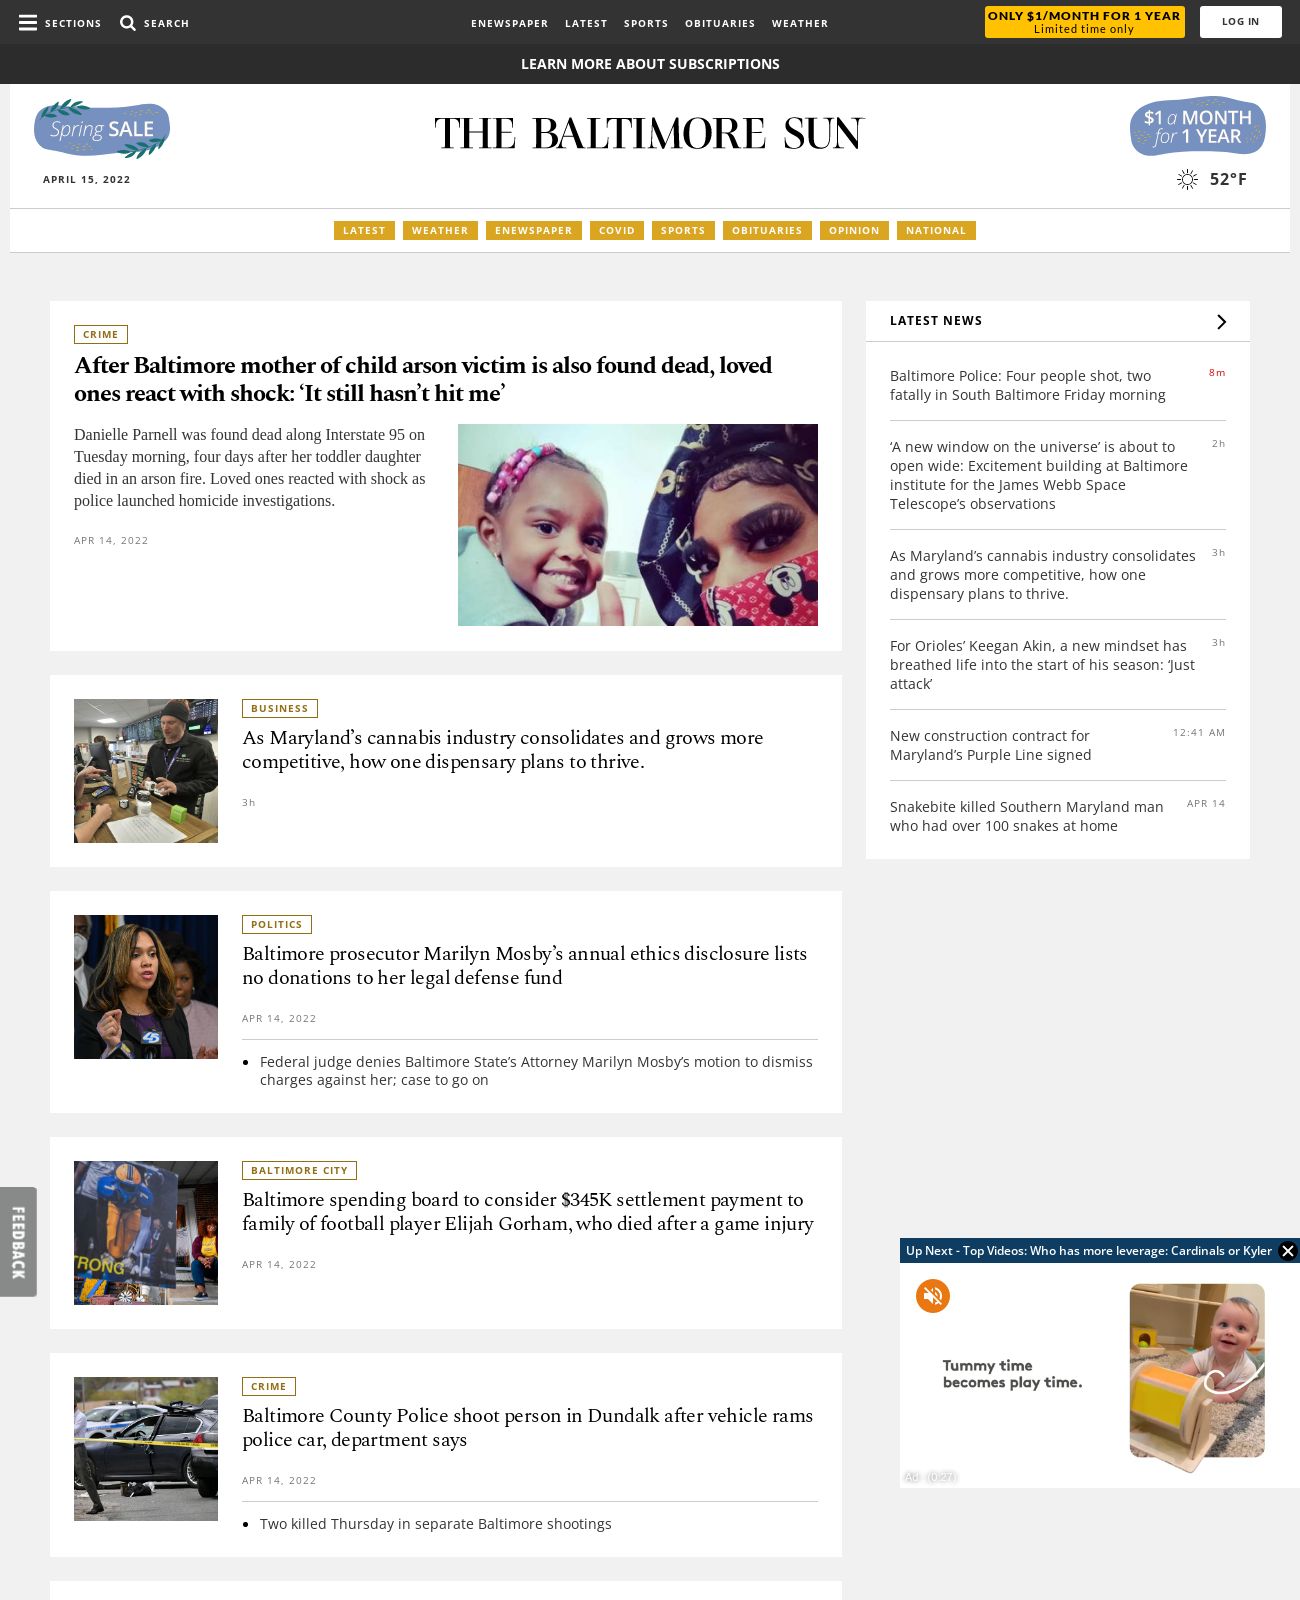 SECTIONS
SEARCH
ENEWSPAPER
LATEST
SPORTS
OBITUARIES
WEATHER
ONLY $1/MONTH FOR 1 YEAR
Limited time only
LOG IN
LEARN MORE ABOUT SUBSCRIPTIONS
Spring SALE
THE BALTIMORE SUN
$1 a MONTH
for 1 YEAR
APRIL 15, 2022
52°F
LATEST
WEATHER
ENEWSPAPER
COVID
SPORTS
OBITUARIES
OPINION
NATIONAL
CRIME
After Baltimore mother of child arson victim is also found dead, loved
ones react with shock: ‘It still hasn’t hit me’
Danielle Parnell was found dead along Interstate 95 on
Tuesday morning, four days after her toddler daughter
died in an arson fire. Loved ones reacted with shock as
police launched homicide investigations.
APR 14, 2022
BUSINESS
As Maryland’s cannabis industry consolidates and grows more
competitive, how one dispensary plans to thrive.
3h
POLITICS
Baltimore prosecutor Marilyn Mosby’s annual ethics disclosure lists
no donations to her legal defense fund
APR 14, 2022
Federal judge denies Baltimore State’s Attorney Marilyn Mosby’s motion to dismiss
charges against her; case to go on
45
BALTIMORE CITY
Baltimore spending board to consider $345K settlement payment to
family of football player Elijah Gorham, who died after a game injury
APR 14, 2022
TRONG
CRIME
Baltimore County Police shoot person in Dundalk after vehicle rams
police car, department says
APR 14, 2022
Two killed Thursday in separate Baltimore shootings
LATEST NEWS
Baltimore Police: Four people shot, two
fatally in South Baltimore Friday morning
8m
‘A new window on the universe’ is about to
open wide: Excitement building at Baltimore
institute for the James Webb Space
Telescope’s observations
2h
As Maryland’s cannabis industry consolidates
and grows more competitive, how one
dispensary plans to thrive.
3h
For Orioles’ Keegan Akin, a new mindset has
breathed life into the start of his season: ‘Just
attack’
3h
New construction contract for
Maryland’s Purple Line signed
12:41 AM
Snakebite killed Southern Maryland man
who had over 100 snakes at home
APR 14
FEEDBACK
Up Next - Top Videos: Who has more leverage: Cardinals or Kyler
Tummy time
becomes play time.
Ad · (0:27)